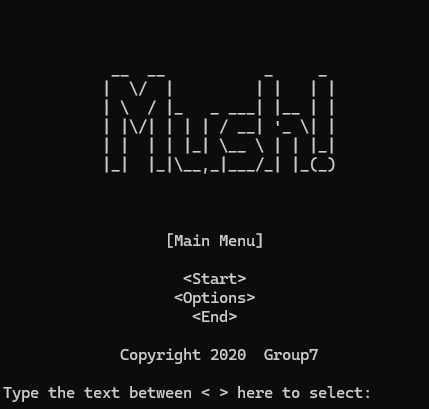 Mush!
[Main Menu]
<Start>
<Options>
<End>
Copyright 2020  Group7
Type the text between < > here to select: